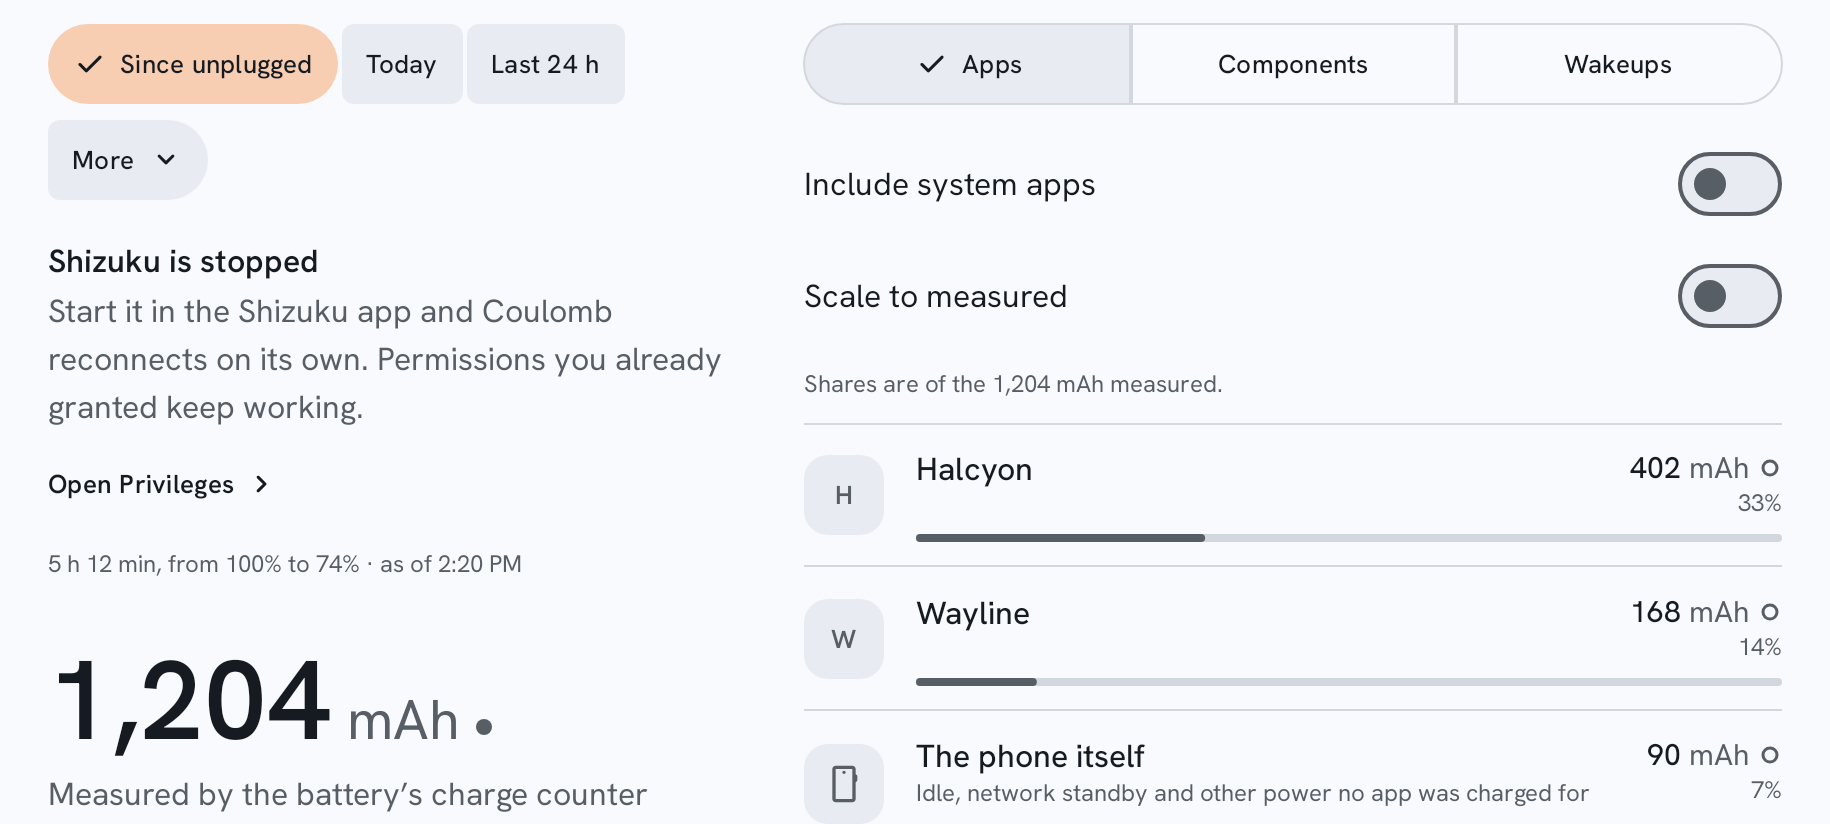 Since unplugged
Today
Last 24 h
More
Shizuku is stopped
Start it in the Shizuku app and Coulomb
reconnects on its own. Permissions you already
granted keep working.
Open Privileges
5 h 12 min, from 100% to 74% · as of 2:20 PM
1,204 mAh
Measured by the battery’s charge counter
Apps
Components
Wakeups
Include system apps
Scale to measured
Shares are of the 1,204 mAh measured.
H
Halcyon
402 mAh
33%
W
Wayline
168 mAh
14%
The phone itself
90 mAh
Idle, network standby and other power no app was charged for
7%